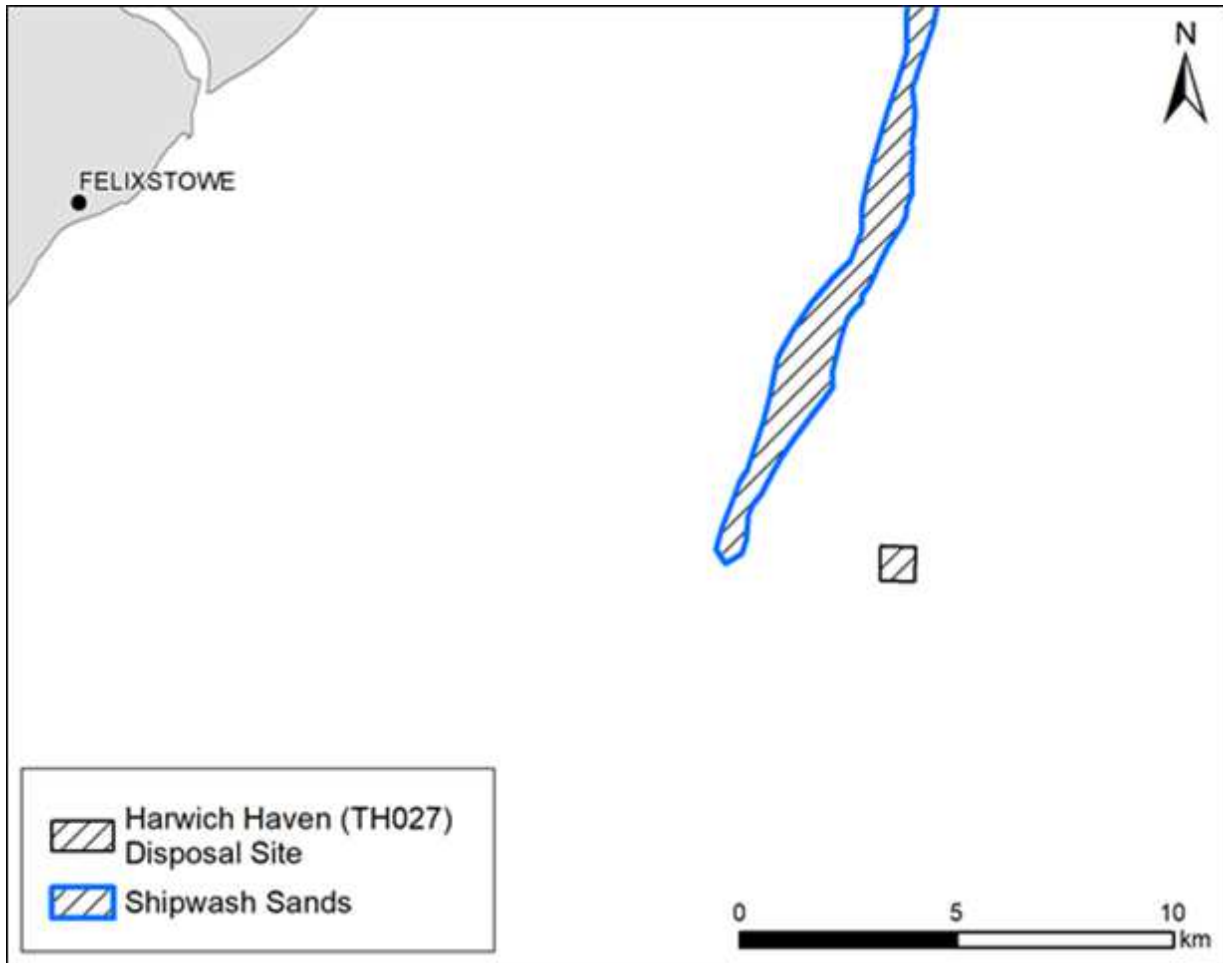 N
FELIXSTOWE
Harwich Haven (TH027)
Disposal Site
Shipwash Sands
0 5 10
km